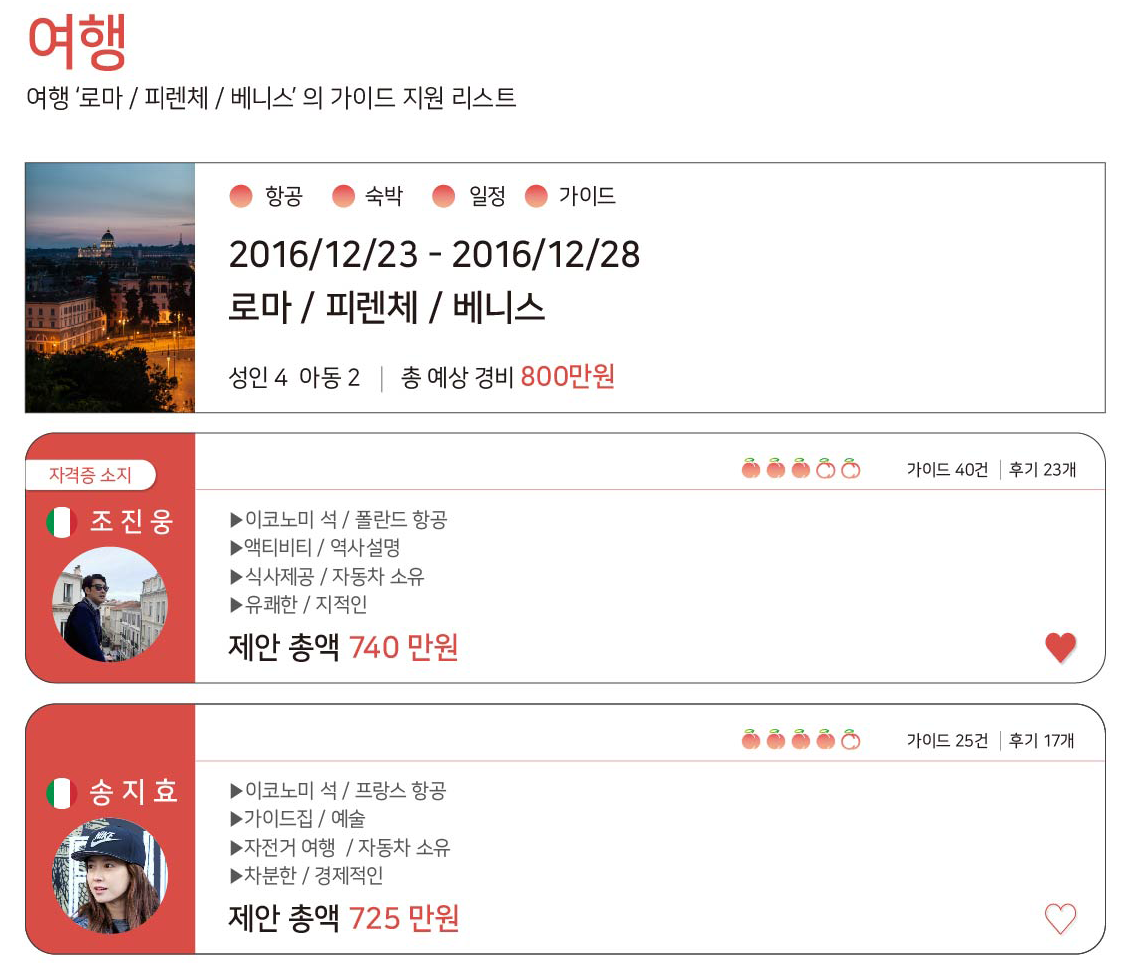 여행
여행 ‘로마 / 피렌체 / 베니스’ 의 가이드 지원 리스트
항공 숙박 일정 가이드
2016/12/23 - 2016/12/28
로마 / 피렌체 / 베니스
성인 4 아동 2 | 총 예상 경비 800만원
자격증 소지
조 진 웅
가이드 40건 | 후기 23개
▶이코노미 석 / 폴란드 항공
▶액티비티 / 역사설명
▶식사제공 / 자동차 소유
▶유쾌한 / 지적인
제안 총액 740 만원
송 지 효
NIKE
가이드 25건 | 후기 17개
▶이코노미 석 / 프랑스 항공
▶가이드집 / 예술
▶자전거 여행 / 자동차 소유
▶차분한 / 경제적인
제안 총액 725 만원